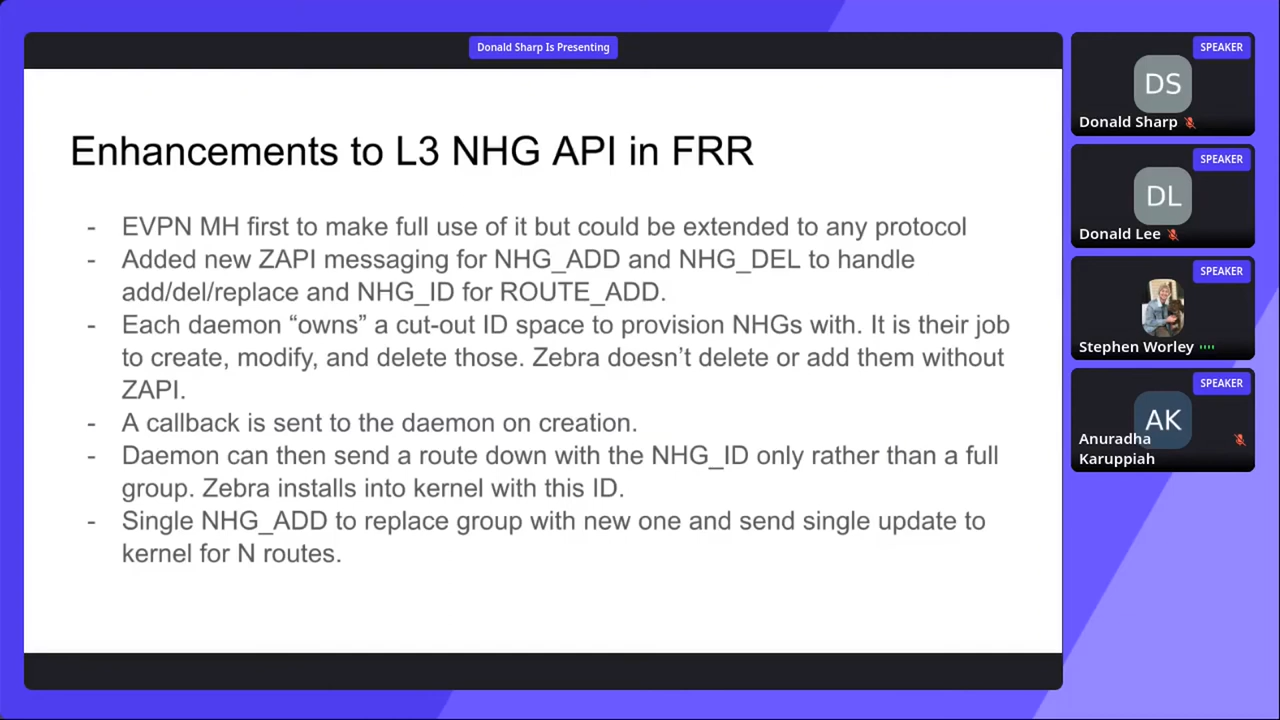 Donald Sharp Is Presenting
Enhancements to L3 NHG API in FRR
- EVPN MH first to make full use of it but could be extended to any protocol
- Added new ZAPI messaging for NHG_ADD and NHG_DEL to handle
add/del/replace and NHG_ID for ROUTE_ADD.
- Each daemon “owns” a cut-out ID space to provision NHGs with. It is their job
to create, modify, and delete those. Zebra doesn’t delete or add them without
ZAPI.
- A callback is sent to the daemon on creation.
- Daemon can then send a route down with the NHG_ID only rather than a full
group. Zebra installs into kernel with this ID.
- Single NHG_ADD to replace group with new one and send single update to
kernel for N routes.
SPEAKER
DS
Donald Sharp
SPEAKER
DL
Donald Lee
SPEAKER
Stephen Worley
SPEAKER
AK
Anuradha
Karuppiah